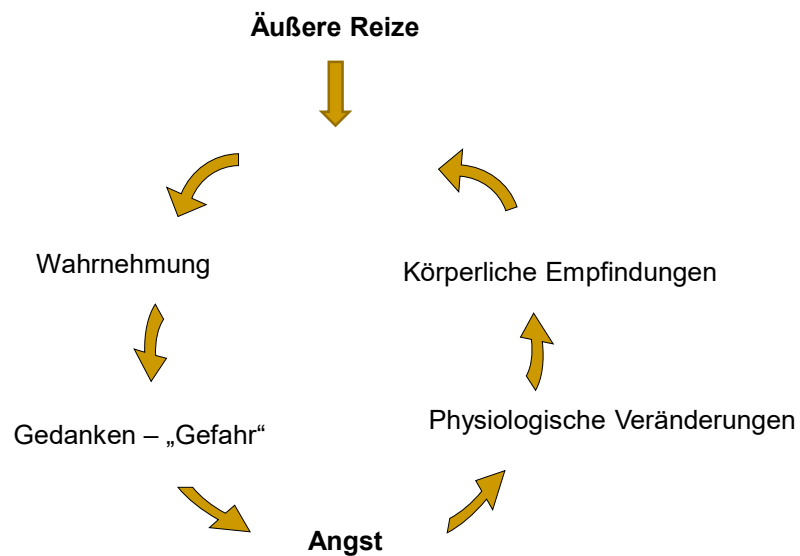 Äußere Reize
Wahrnehmung
Körperliche Empfindungen
Gedanken – „Gefahr“
Physiologische Veränderungen
Angst